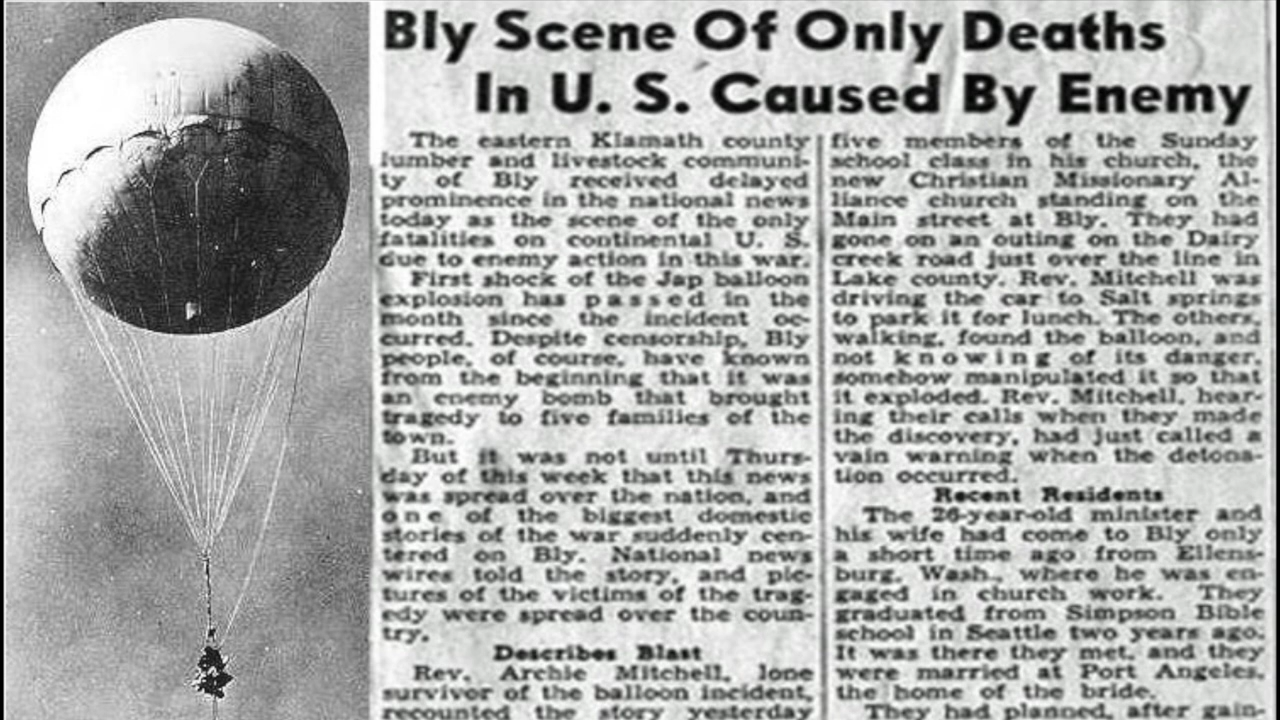 Bly Scene Of Only Deaths
In U. S. Caused By Enemy
The eastern Klamath county
lumber and livestock communi-
ty of Bly received delayed
prominence in the national news
today as the scene of the only
fatalities on continental U. S.
due to enemy action in this war.
First shock of the Jap balloon
explosion has passed in the
month since the incident oc-
curred. Despite censorship, Bly
people, of course, have known
from the beginning that it was
an enemy bomb that brought
tragedy to five families of the
town.
But it was not until Thurs-
day of this week that this news
was spread over the nation, and
one of the biggest domestic
stories of the war suddenly cen-
tered on Bly. National news
wires told the story, and pic-
tures of the victims of the trag-
edy were spread over the coun-
try.
Describes Blast
Rev. Archie Mitchell, lone
survivor of the balloon incident,
recounted the story yesterday
five members of the Sunday
school class in his church, the
new Christian Missionary Al-
liance church standing on the
Main street at Bly. They had
gone on an outing on the Dairy
creek road just over the line in
Lake county. Rev. Mitchell was
driving the car to Salt springs
to park it for lunch. The others,
walking, found the balloon, and
not knowing of its danger,
somehow manipulated it so that
it exploded. Rev. Mitchell, hear-
ing their calls when they made
the discovery, had just called a
vain warning when the detona-
tion occurred.
Recent Residents
The 26-year-old minister and
his wife had come to Bly only
a short time ago from Ellens-
burg, Wash., where he was en-
gaged in church work. They
graduated from Simpson Bible
school in Seattle two years ago.
It was there they met, and they
were married at Port Angeles,
the home of the bride.
They had planned, after gain-